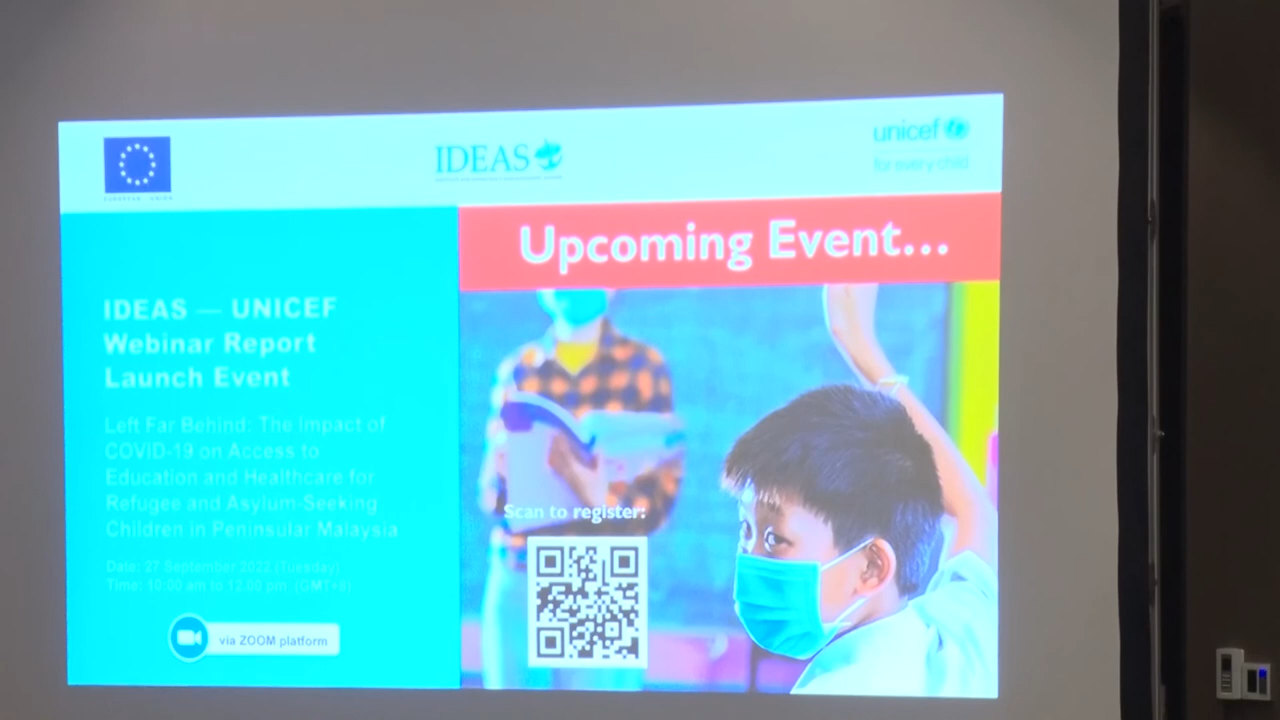 EUROPEAN UNION
IDEAS
unicef
for every child
Upcoming Event...
IDEAS — UNICEF
Webinar Report
Launch Event
Left Far Behind: The Impact of
COVID-19 on Access to
Education and Healthcare for
Refugee and Asylum-Seeking
Children in Peninsular Malaysia
Date: 27 September 2022 (Tuesday)
Time: 10:00 am to 12.00 pm (GMT+8)
via ZOOM platform
Scan to register: